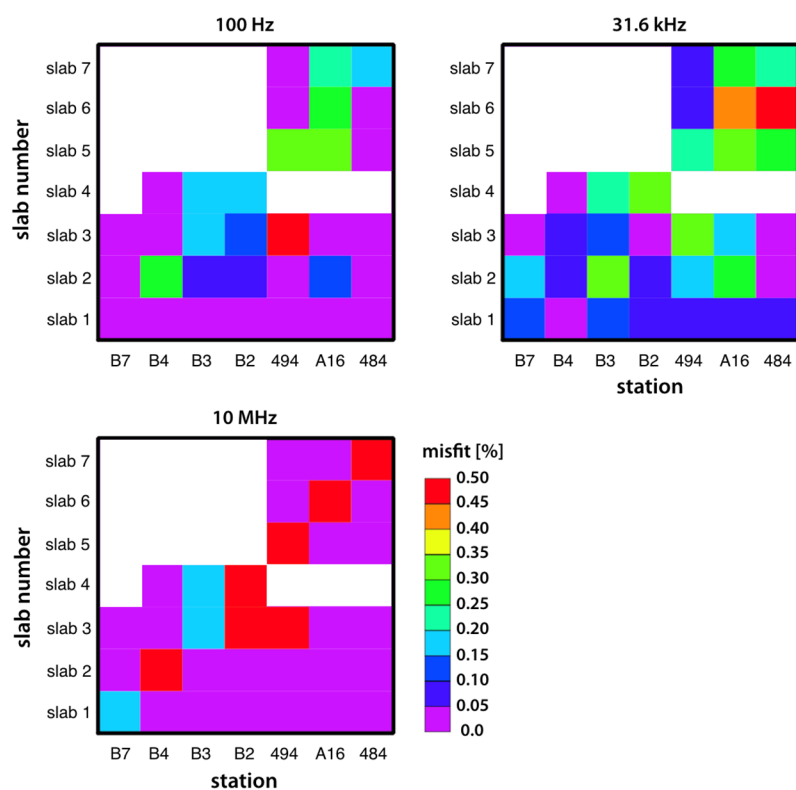 100 Hz
slab number
slab 7
slab 6
slab 5
slab 4
slab 3
slab 2
slab 1
B7 B4 B3 B2 494 A16 484
31.6 kHz
slab 7
slab 6
slab 5
slab 4
slab 3
slab 2
slab 1
B7 B4 B3 B2 494 A16 484
station
10 MHz
slab number
slab 7
slab 6
slab 5
slab 4
slab 3
slab 2
slab 1
B7 B4 B3 B2 494 A16 484
station
misfit [%]
0.50
0.45
0.40
0.35
0.30
0.25
0.20
0.15
0.10
0.05
0.0